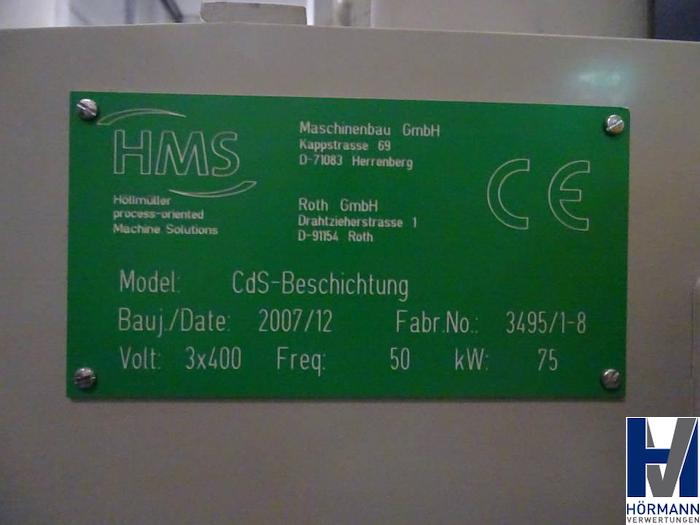 HMS
Höllmüller
process-oriented
Machine Solutions
Maschinenbau GmbH
Kappstrasse 69
D-71083 Herrenberg
Roth GmbH
Drahtzieherstrasse 1
D-91154 Roth
CE
Model: CdS-Beschichtung
Bauj./Date: 2007/12 Fabr.No.: 3495/1-8
Volt: 3x400 Freq: 50 kW: 75
HV
HÖRMANN
VERWERTUNGEN